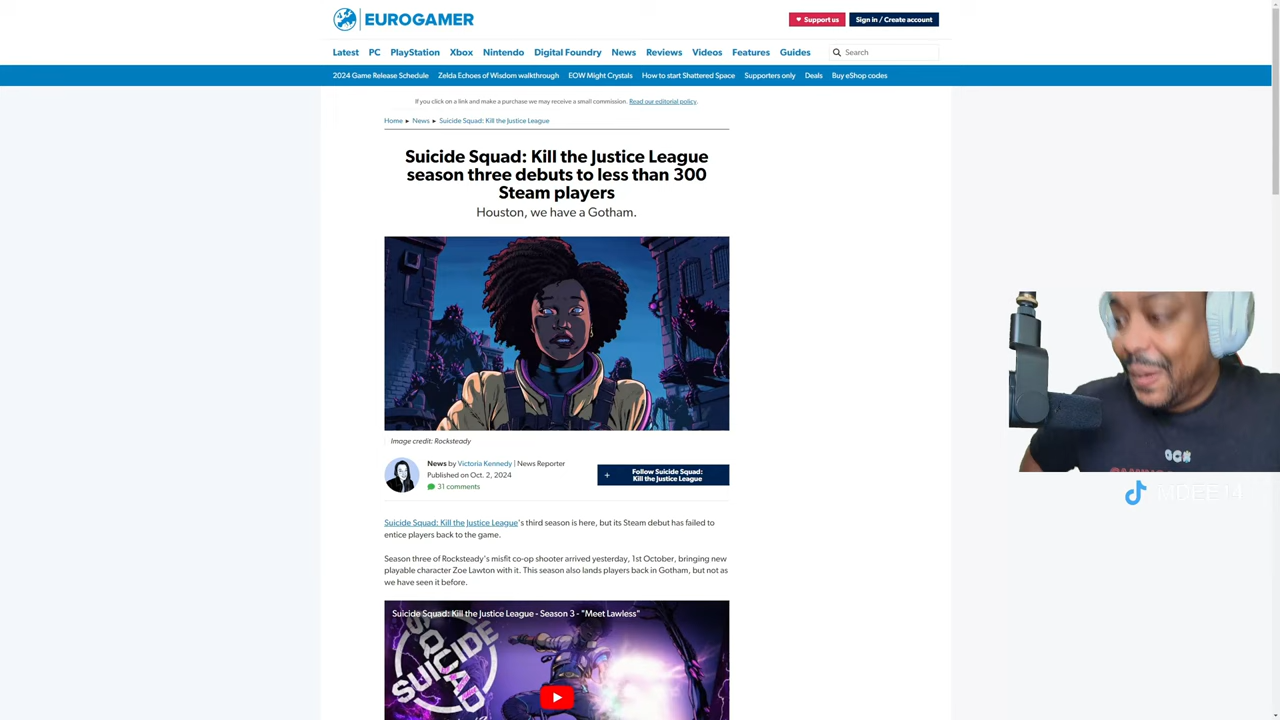 EUROGAMER
Support us
Sign in / Create account
Latest PC PlayStation Xbox Nintendo Digital Foundry News Reviews Videos Features Guides Search
2024 Game Release Schedule Zelda Echoes of Wisdom walkthrough EOW Might Crystals How to start Shattered Space Supporters only Deals Buy eShop codes
If you click on a link and make a purchase we may receive a small commission. Read our editorial policy.
Home ▸ News ▸ Suicide Squad: Kill the Justice League
Suicide Squad: Kill the Justice League
season three debuts to less than 300
Steam players
Houston, we have a Gotham.
Image credit: Rocksteady
News by Victoria Kennedy | News Reporter
Published on Oct. 2, 2024
31 comments
+ Follow Suicide Squad:
Kill the Justice League
Suicide Squad: Kill the Justice League's third season is here, but its Steam debut has failed to
entice players back to the game.
Season three of Rocksteady's misfit co-op shooter arrived yesterday, 1st October, bringing new
playable character Zoe Lawton with it. This season also lands players back in Gotham, but not as
we have seen it before.
Suicide Squad: Kill the Justice League - Season 3 - "Meet Lawless"
SUICIDE
SQUAD
MDEE14